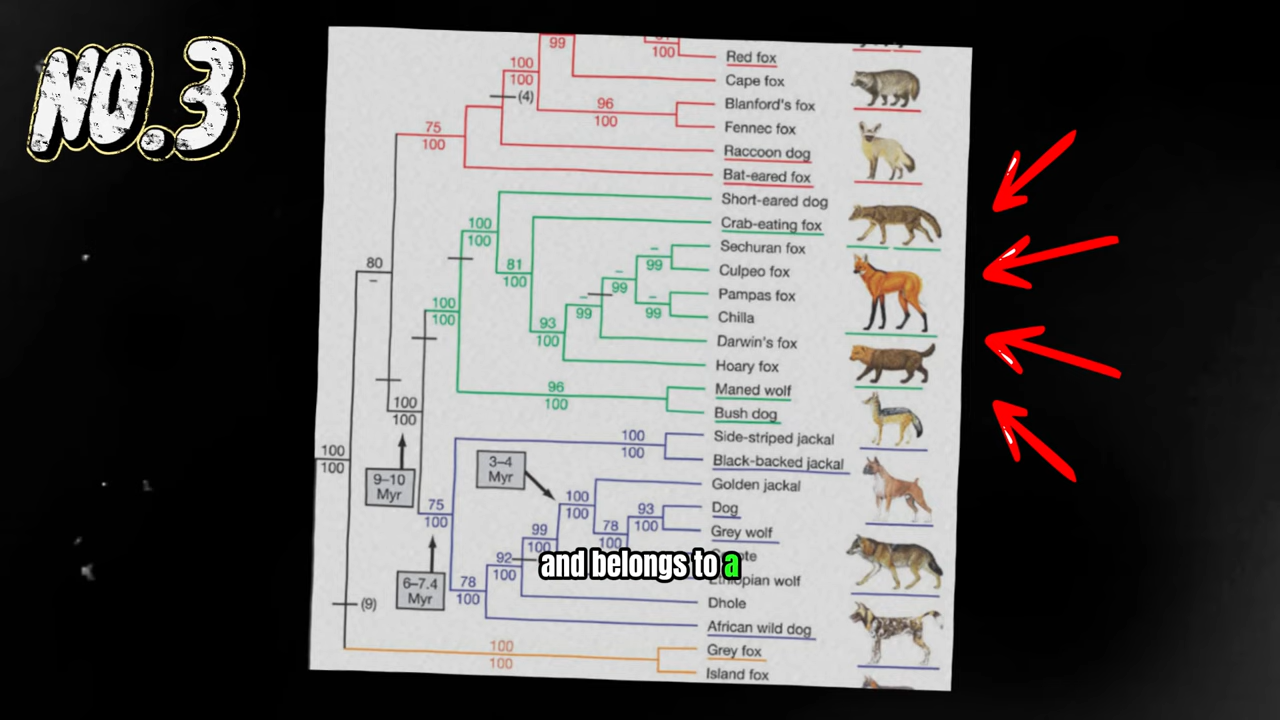 NO.3
99
100
Red fox
100
100
Cape fox
(4)
96
100
Blanford's fox
Fennec fox
75
100
Raccoon dog
Bat-eared fox
Short-eared dog
100
100
Crab-eating fox
Sechuran fox
–
99
81
100
Culpeo fox
80
–
–
99
Pampas fox
–
99
Chilla
100
100
–
99
93
100
Darwin's fox
Hoary fox
96
100
Maned wolf
Bush dog
100
100
100
100
Side-striped jackal
Black-backed jackal
100
100
9–10
Myr
3–4
Myr
Golden jackal
100
100
75
100
93
100
Dog
78
100
Grey wolf
99
100
92
100
and belongs to a
Ethiopian wolf
6–7.4
Myr
78
100
Dhole
(9)
African wild dog
100
100
Grey fox
Island fox